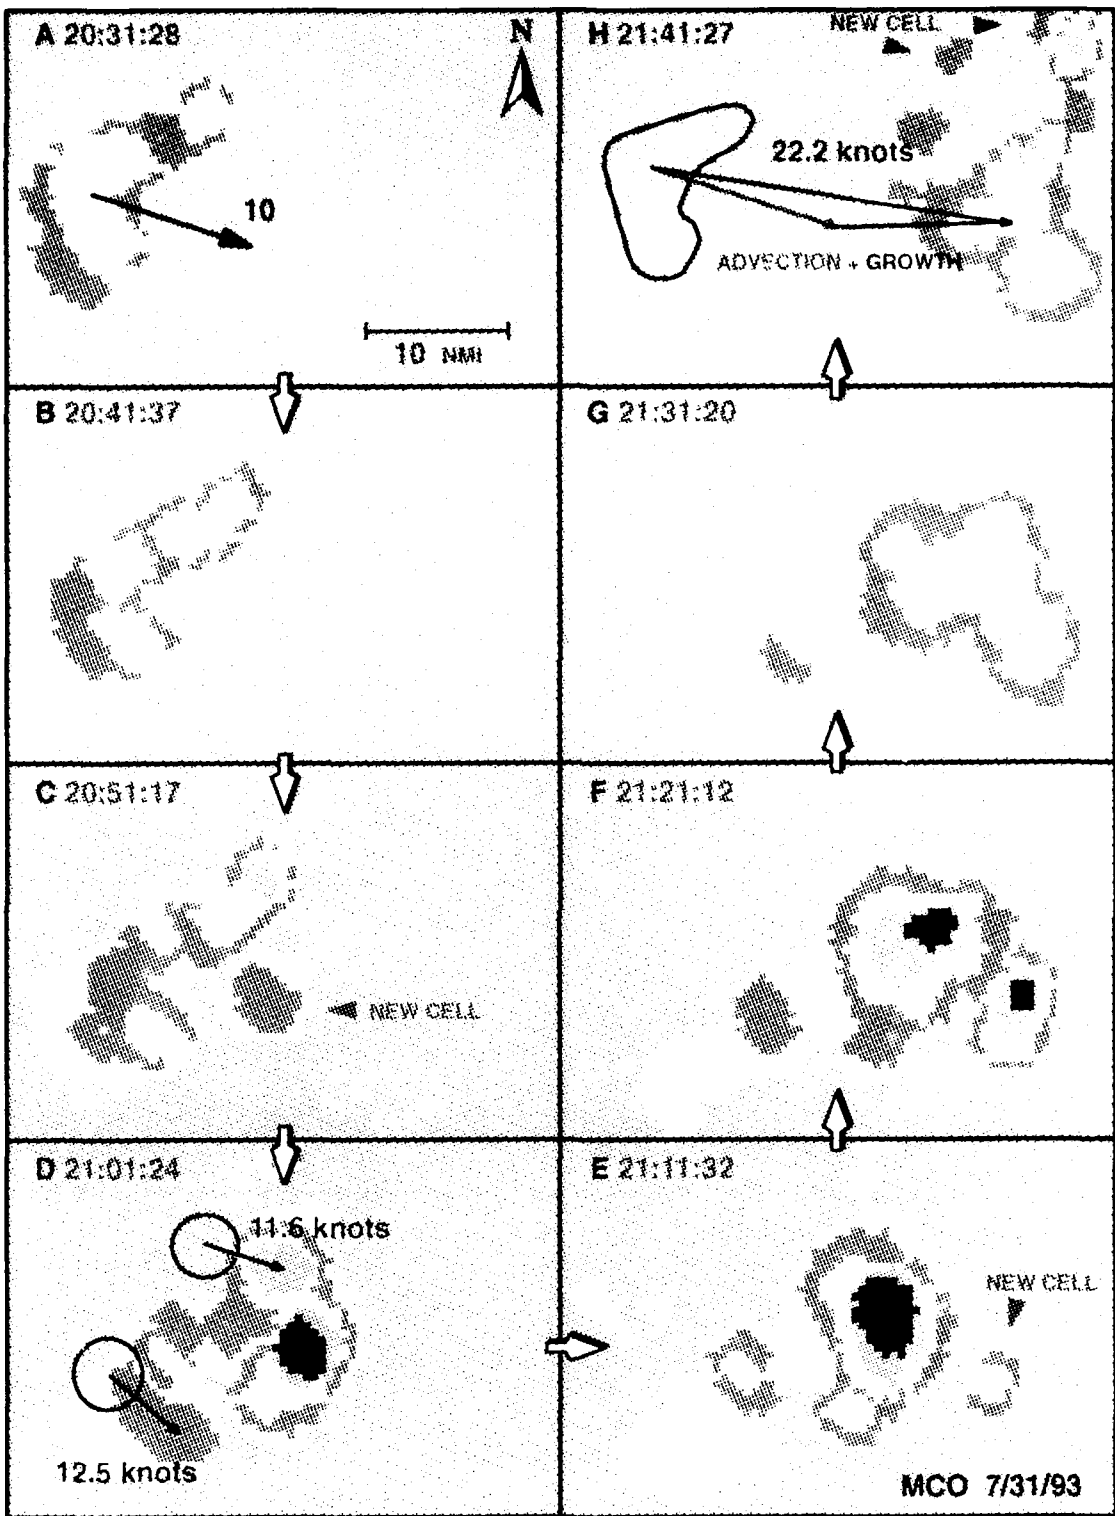 A 20:31:28
N
10
10 NMI
B 20:41:37
C 20:51:17
NEW CELL
D 21:01:24
11.6 knots
12.5 knots
E 21:11:32
NEW CELL
MCO 7/31/93
F 21:21:12
G 21:31:20
H 21:41:27
NEW CELL
22.2 knots
ADVECTION + GROWTH